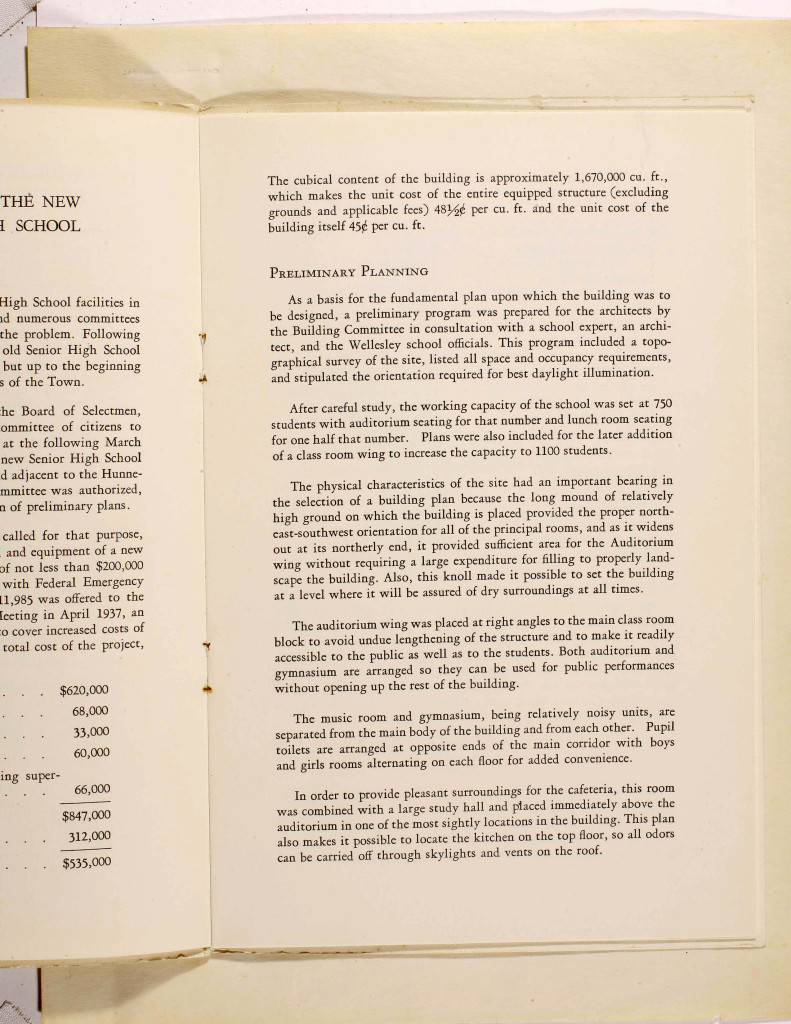 THE NEW
SCHOOL
High School facilities in
numerous committees
the problem. Following
old Senior High School
but up to the beginning
s of the Town.
the Board of Selectmen,
ommittee of citizens to
at the following March
new Senior High School
d adjacent to the Hunne-
mmittee was authorized,
n of preliminary plans.
called for that purpose,
and equipment of a new
of not less than $200,000
with Federal Emergency
11,985 was offered to the
Meeting in April 1937, an
to cover increased costs of
total cost of the project,
. . . $620,000
. . . 68,000
. . . 33,000
. . . 60,000
ing super-
. . . 66,000
$847,000
. . . 312,000
. . . $535,000
The cubical content of the building is approximately 1,670,000 cu. ft.,
which makes the unit cost of the entire equipped structure (excluding
grounds and applicable fees) 48½¢ per cu. ft. and the unit cost of the
building itself 45¢ per cu. ft.
PRELIMINARY PLANNING
As a basis for the fundamental plan upon which the building was to
be designed, a preliminary program was prepared for the architects by
the Building Committee in consultation with a school expert, an archi-
tect, and the Wellesley school officials. This program included a topo-
graphical survey of the site, listed all space and occupancy requirements,
and stipulated the orientation required for best daylight illumination.
After careful study, the working capacity of the school was set at 750
students with auditorium seating for that number and lunch room seating
for one half that number. Plans were also included for the later addition
of a class room wing to increase the capacity to 1100 students.
The physical characteristics of the site had an important bearing in
the selection of a building plan because the long mound of relatively
high ground on which the building is placed provided the proper north-
east-southwest orientation for all of the principal rooms, and as it widens
out at its northerly end, it provided sufficient area for the Auditorium
wing without requiring a large expenditure for filling to properly land-
scape the building. Also, this knoll made it possible to set the building
at a level where it will be assured of dry surroundings at all times.
The auditorium wing was placed at right angles to the main class room
block to avoid undue lengthening of the structure and to make it readily
accessible to the public as well as to the students. Both auditorium and
gymnasium are arranged so they can be used for public performances
without opening up the rest of the building.
The music room and gymnasium, being relatively noisy units, are
separated from the main body of the building and from each other. Pupil
toilets are arranged at opposite ends of the main corridor with boys
and girls rooms alternating on each floor for added convenience.
In order to provide pleasant surroundings for the cafeteria, this room
was combined with a large study hall and placed immediately above the
auditorium in one of the most sightly locations in the building. This plan
also makes it possible to locate the kitchen on the top floor, so all odors
can be carried off through skylights and vents on the roof.